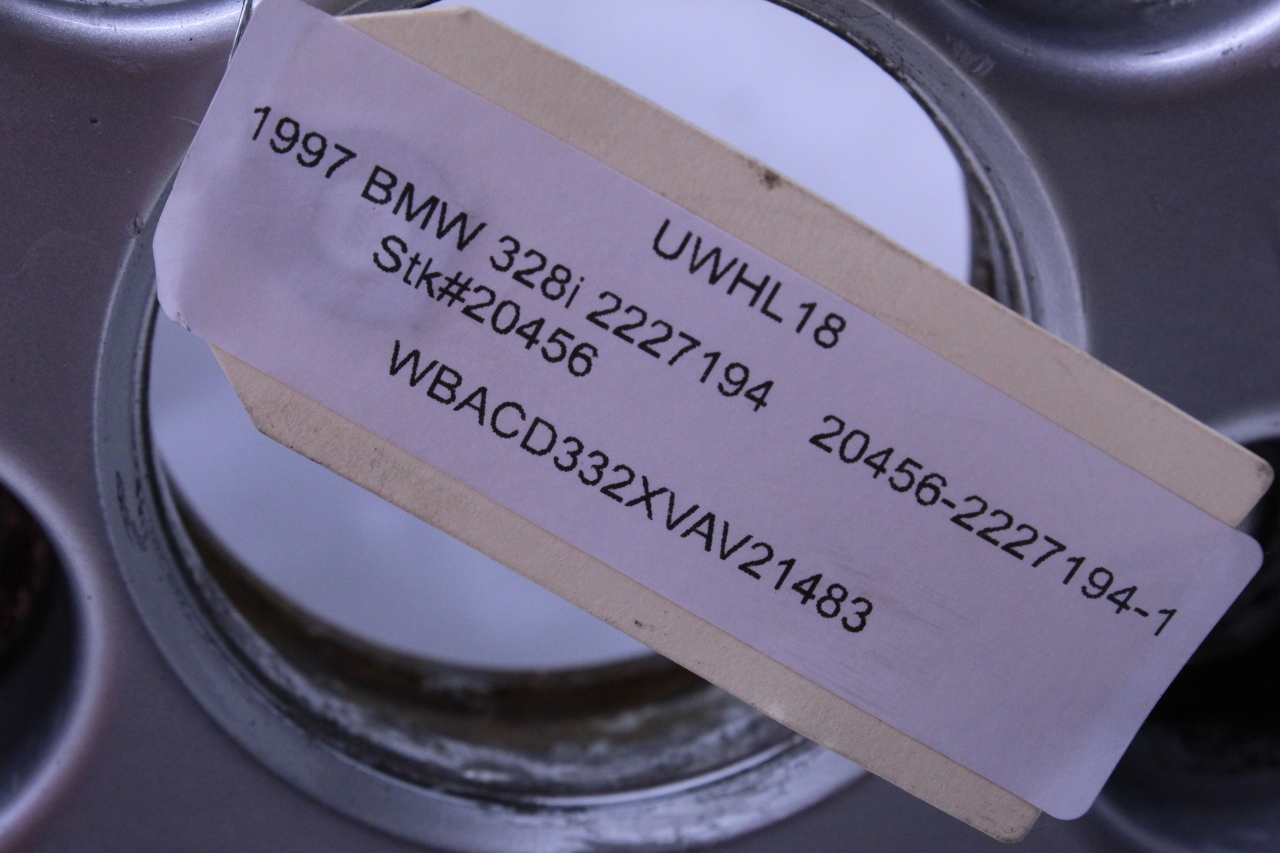 UWHL18
1997 BMW 328i 2227194 20456-2227194-1
Stk#20456
WBACD332XVAV21483